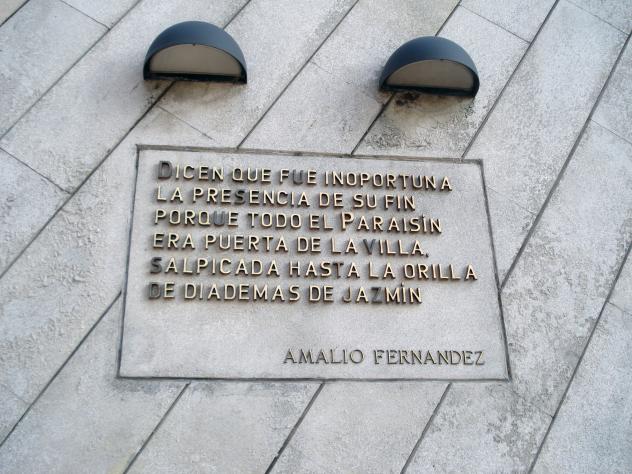 DICEN QUE FUE INOPORTUNA
LA PRESENCIA DE SU FIN
PORQUE TODO EL PARAISÍN
ERA PUERTA DE LA VILLA,
SALPICADA HASTA LA ORILLA
DE DIADEMAS DE JAZMÍN
AMALIO FERNANDEZ